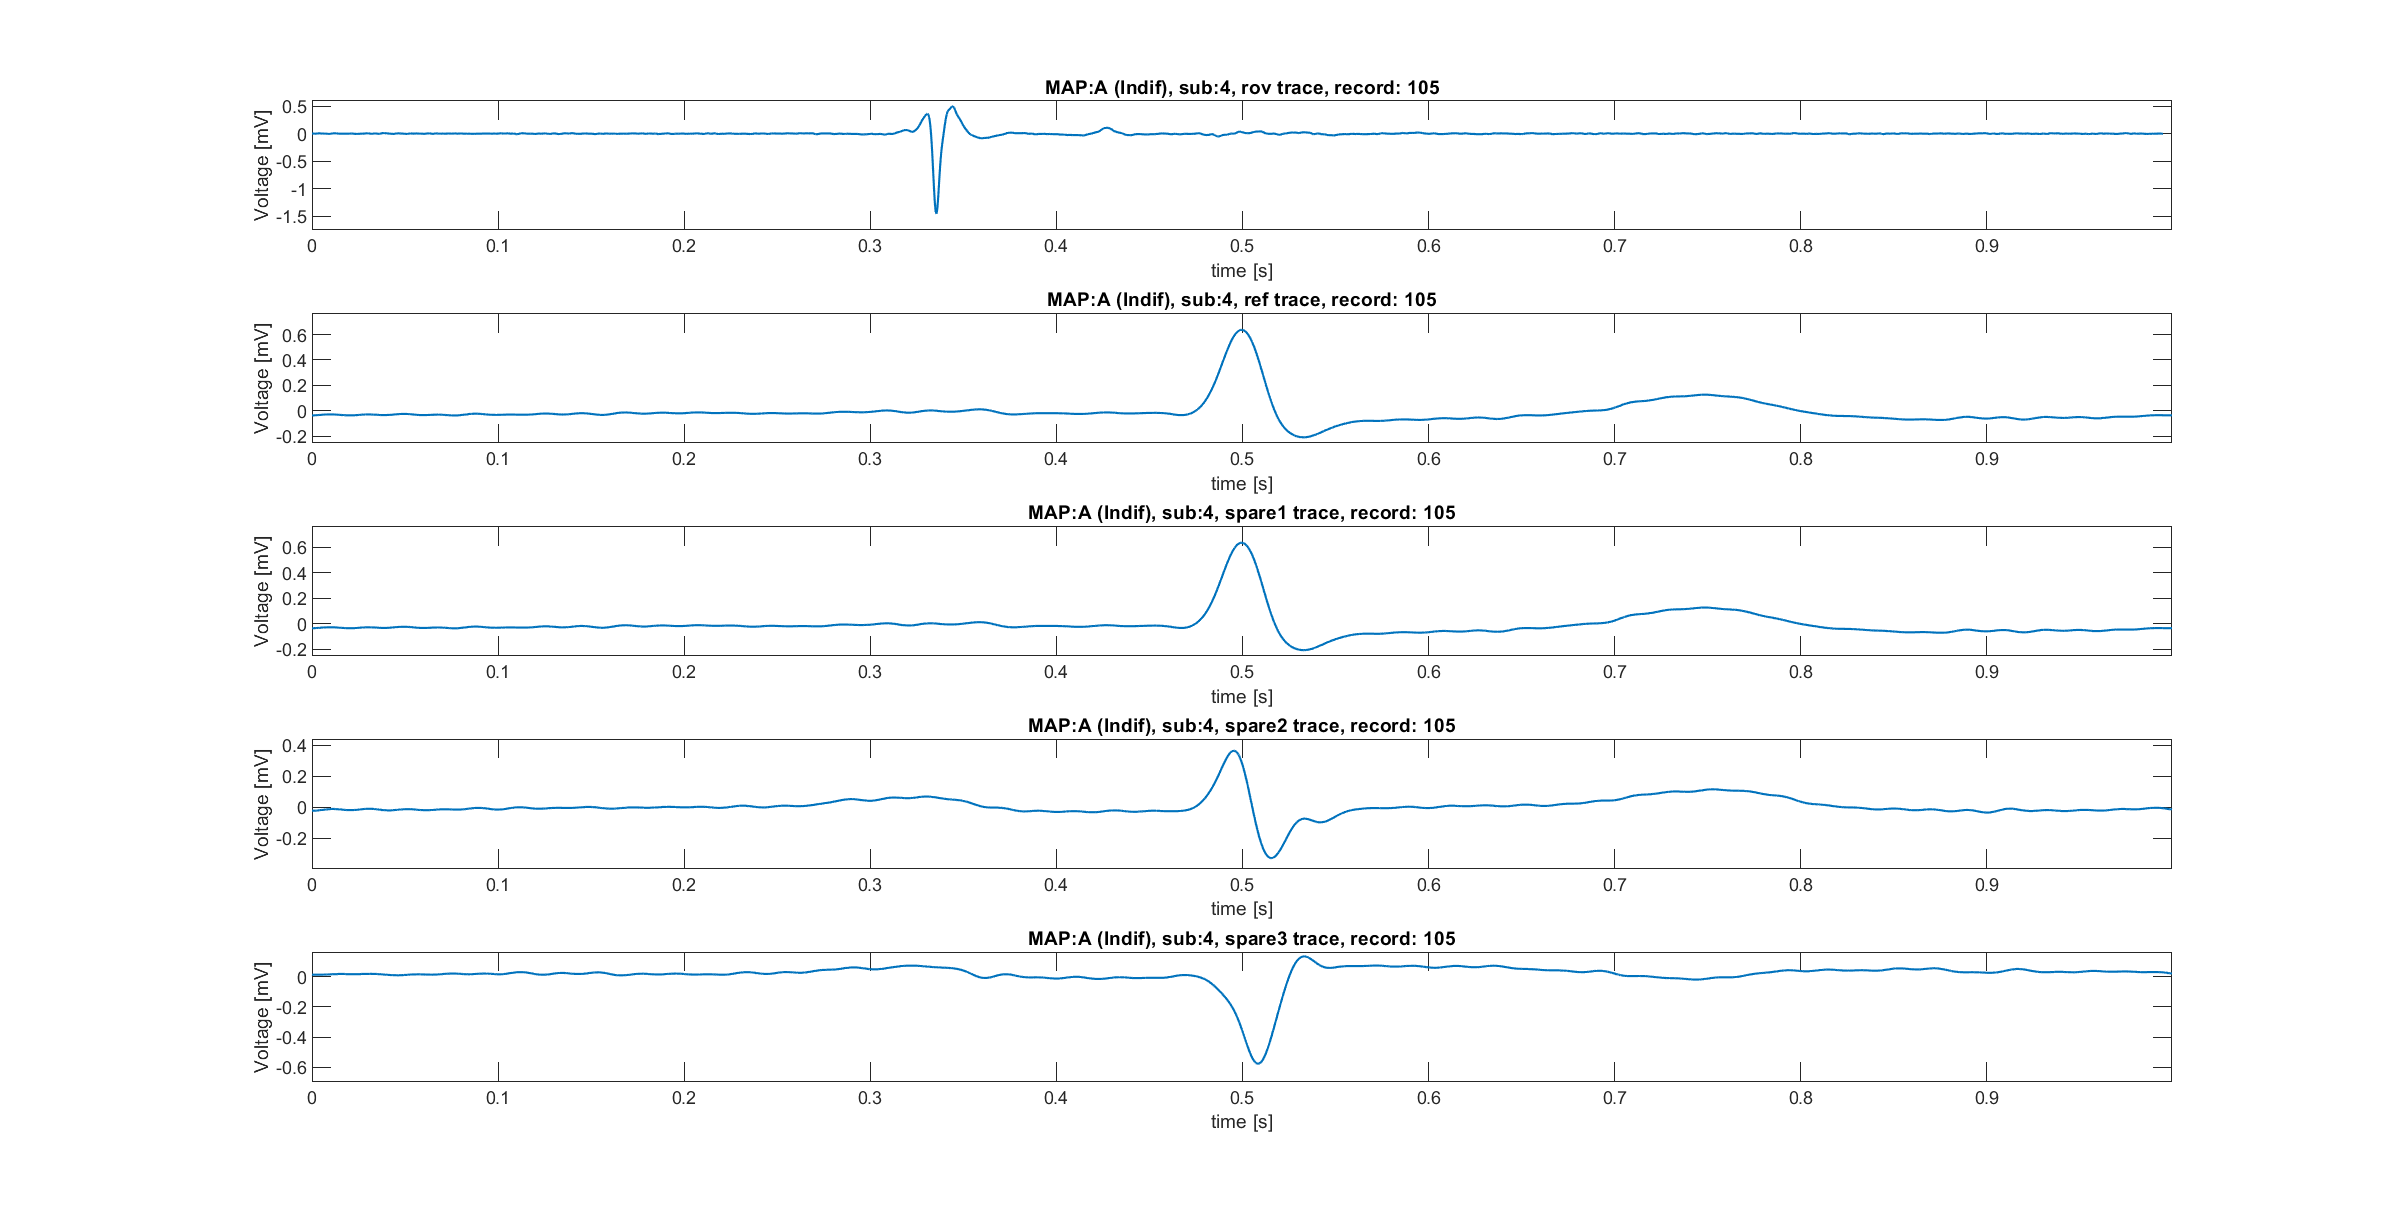 MAP:A (Indif), sub:4, rov trace, record: 105
Voltage [mV]
0.5
0
-0.5
-1
-1.5
0 0.1 0.2 0.3 0.4 0.5 0.6 0.7 0.8 0.9
time [s]
MAP:A (Indif), sub:4, ref trace, record: 105
Voltage [mV]
0.6
0.4
0.2
0
-0.2
0 0.1 0.2 0.3 0.4 0.5 0.6 0.7 0.8 0.9
time [s]
MAP:A (Indif), sub:4, spare1 trace, record: 105
Voltage [mV]
0.6
0.4
0.2
0
-0.2
0 0.1 0.2 0.3 0.4 0.5 0.6 0.7 0.8 0.9
time [s]
MAP:A (Indif), sub:4, spare2 trace, record: 105
Voltage [mV]
0.4
0.2
0
-0.2
0 0.1 0.2 0.3 0.4 0.5 0.6 0.7 0.8 0.9
time [s]
MAP:A (Indif), sub:4, spare3 trace, record: 105
Voltage [mV]
0
-0.2
-0.4
-0.6
0 0.1 0.2 0.3 0.4 0.5 0.6 0.7 0.8 0.9
time [s]